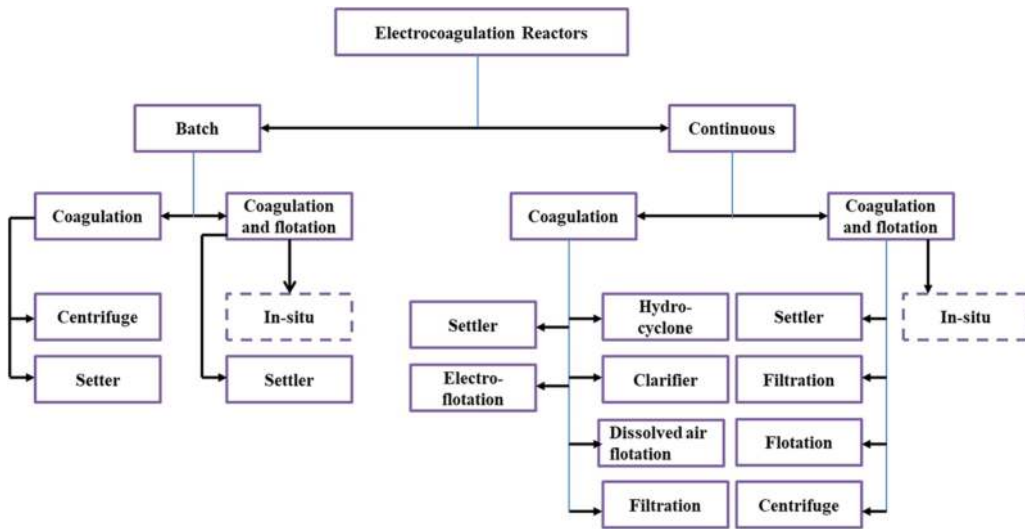 Electrocoagulation Reactors
Batch
Continuous
Coagulation
Coagulation
and flotation
Coagulation
Coagulation
and flotation
Centrifuge
In-situ
Setter
Settler
Settler
Hydro-
cyclone
Settler
In-situ
Electro-
flotation
Clarifier
Filtration
Dissolved air
flotation
Flotation
Filtration
Centrifuge